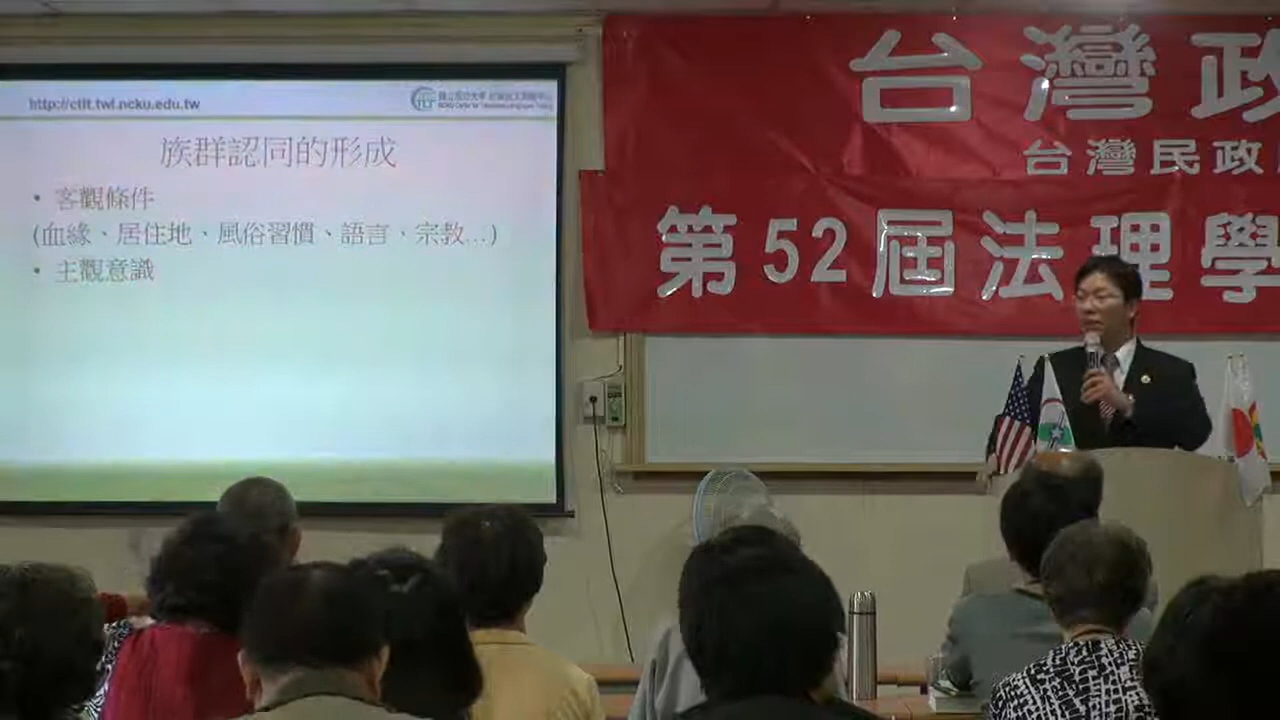 http://ctlt.twl.ncku.edu.tw
族群認同的形成
• 客觀條件
(血緣、居住地、風俗習慣、語言、宗教...)
• 主觀意識
台灣政
台灣民政
第52屆法理學